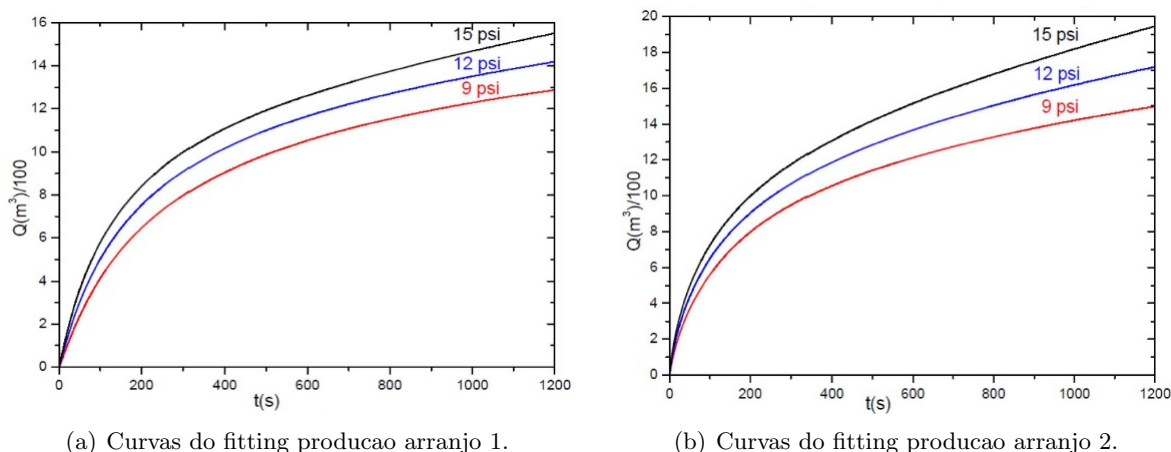 16
14
12
10
8
6
4
2
0
Q(m³)/100
15 psi
12 psi
9 psi
0 200 400 600 800 1000 1200
t(s)
(a) Curvas do fitting producao arranjo 1.
20
18
16
14
12
10
8
6
4
2
0
Q(m³)/100
15 psi
12 psi
9 psi
0 200 400 600 800 1000 1200
t(s)
(b) Curvas do fitting producao arranjo 2.